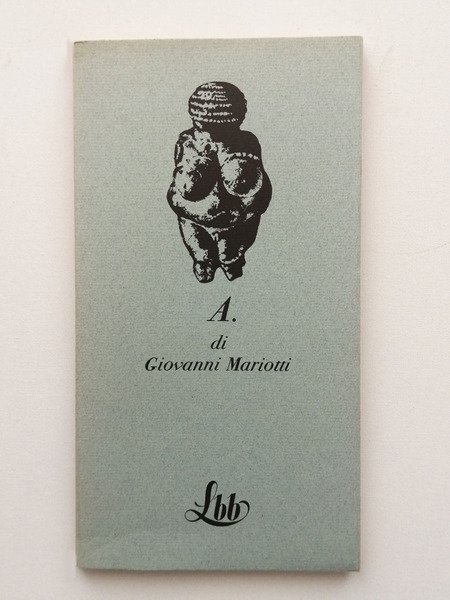 A.
di
Giovanni Mariotti
Lbb